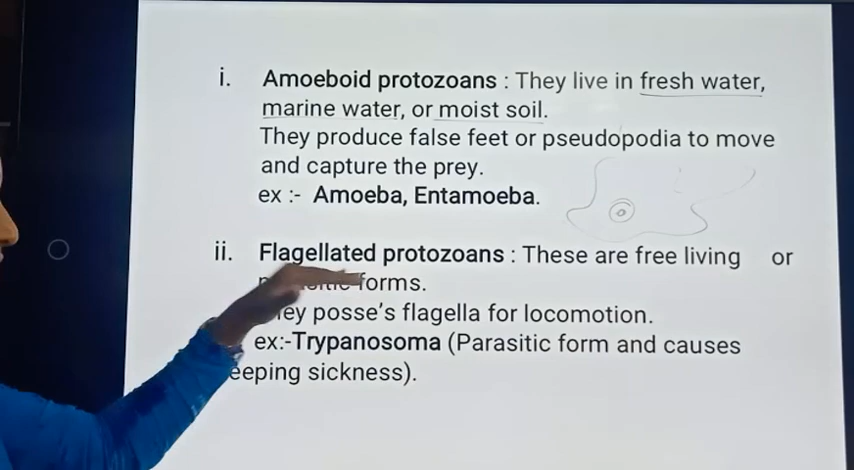 i. Amoeboid protozoans : They live in fresh water,
marine water, or moist soil.
They produce false feet or pseudopodia to move
and capture the prey.
ex :- Amoeba, Entamoeba.
ii. Flagellated protozoans : These are free living or
forms.
posse's flagella for locomotion.
ex:-Trypanosoma (Parasitic form and causes
sickness).